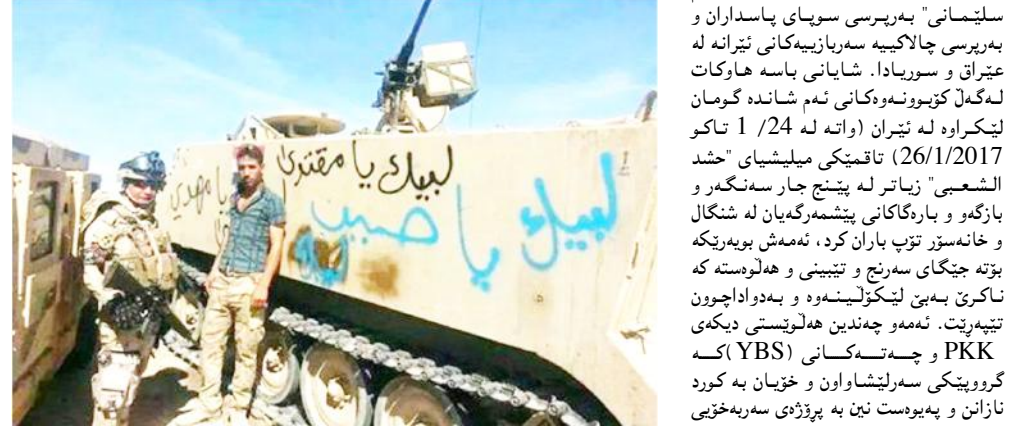 سلێمانی" بەرپرسی سوپای پاسداران و
بەرپرسی چالاکییە سەربازییەکانی ئێرانە لە
عێراق و سوریادا. شایانی باسە هاوکات
لەگەڵ کۆبوونەوەکانی ئەم شاندە گومان
لێکراوە لە ئێران (واتە لە 24/ 1 تاکو
26/1/2017) تاقمێکی میلیشیای "حشد
الشعبی" زیاتر لە پێنج جار سەنگەر و
بازگەو و بارەگاکانی پێشمەرگەیان لە شنگال
و خانەسۆر تۆپ باران کرد، ئەمەش بویەرێکە
بۆتە جێگای سەرنج و تێبینی و هەڵوەستە کە
ناکرێ بەبێ لێکۆڵینەوە و بەدواداچوون
تێپەڕێت. ئەمەو چەندین هەڵوێستی دیکەی
PKK و چەتەکانی (YBS )کە
گرووپێکی سەرلێشاواون و خۆیان بە کورد
نازانن و پەیوەست نین بە پرۆژەی سەربەخۆیی
لبيك يا مقتدى
يا مهدي
لبيك يا